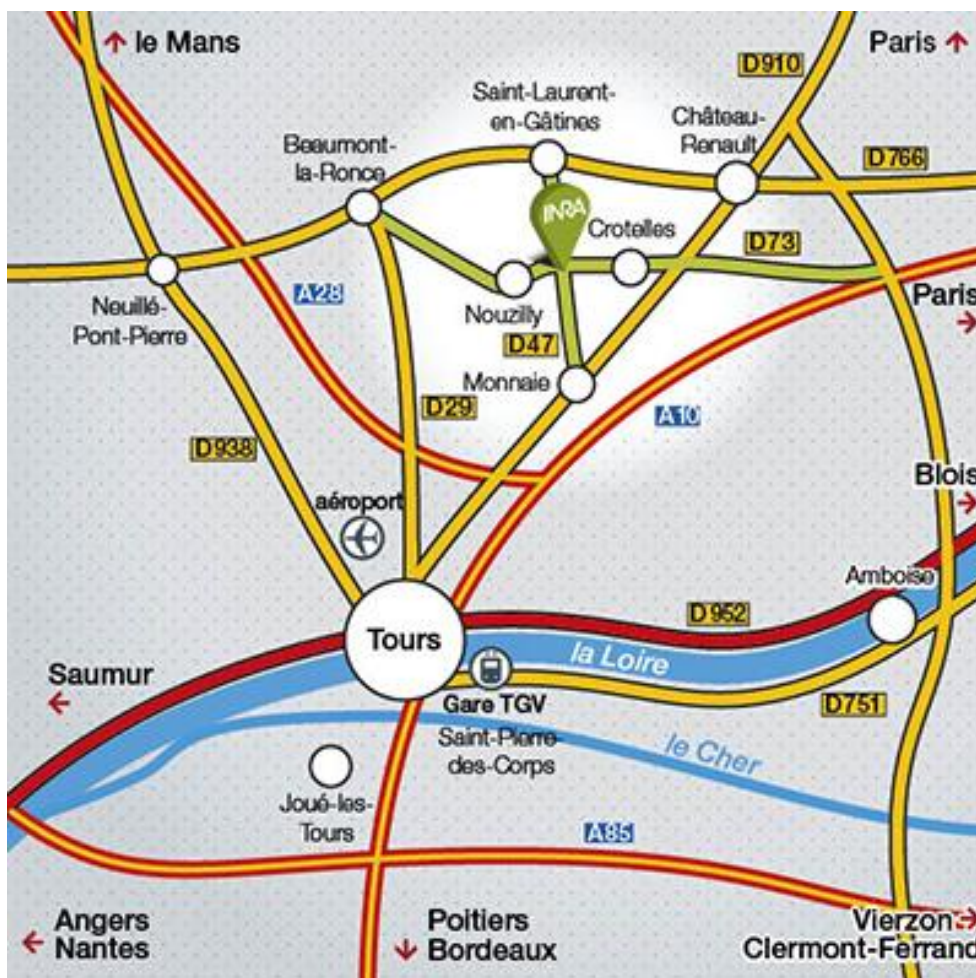 le Mans
Paris
D910
Saint-Laurent-
en-Gâtines
Château-
Renault
Beaumont-
la-Ronce
D766
INRA
Crotelles
D73
A28
Paris
Neuillé-
Pont-Pierre
Nouzilly
D47
Monnaie
D29
A10
D938
Blois
aéroport
Amboise
D952
Tours
la Loire
Saumur
Gare TGV
D751
Saint-Pierre-
des-Corps
le Cher
Joué-les-
Tours
A85
Angers
Nantes
Poitiers
Bordeaux
Vierzon-
Clermont-Ferrand